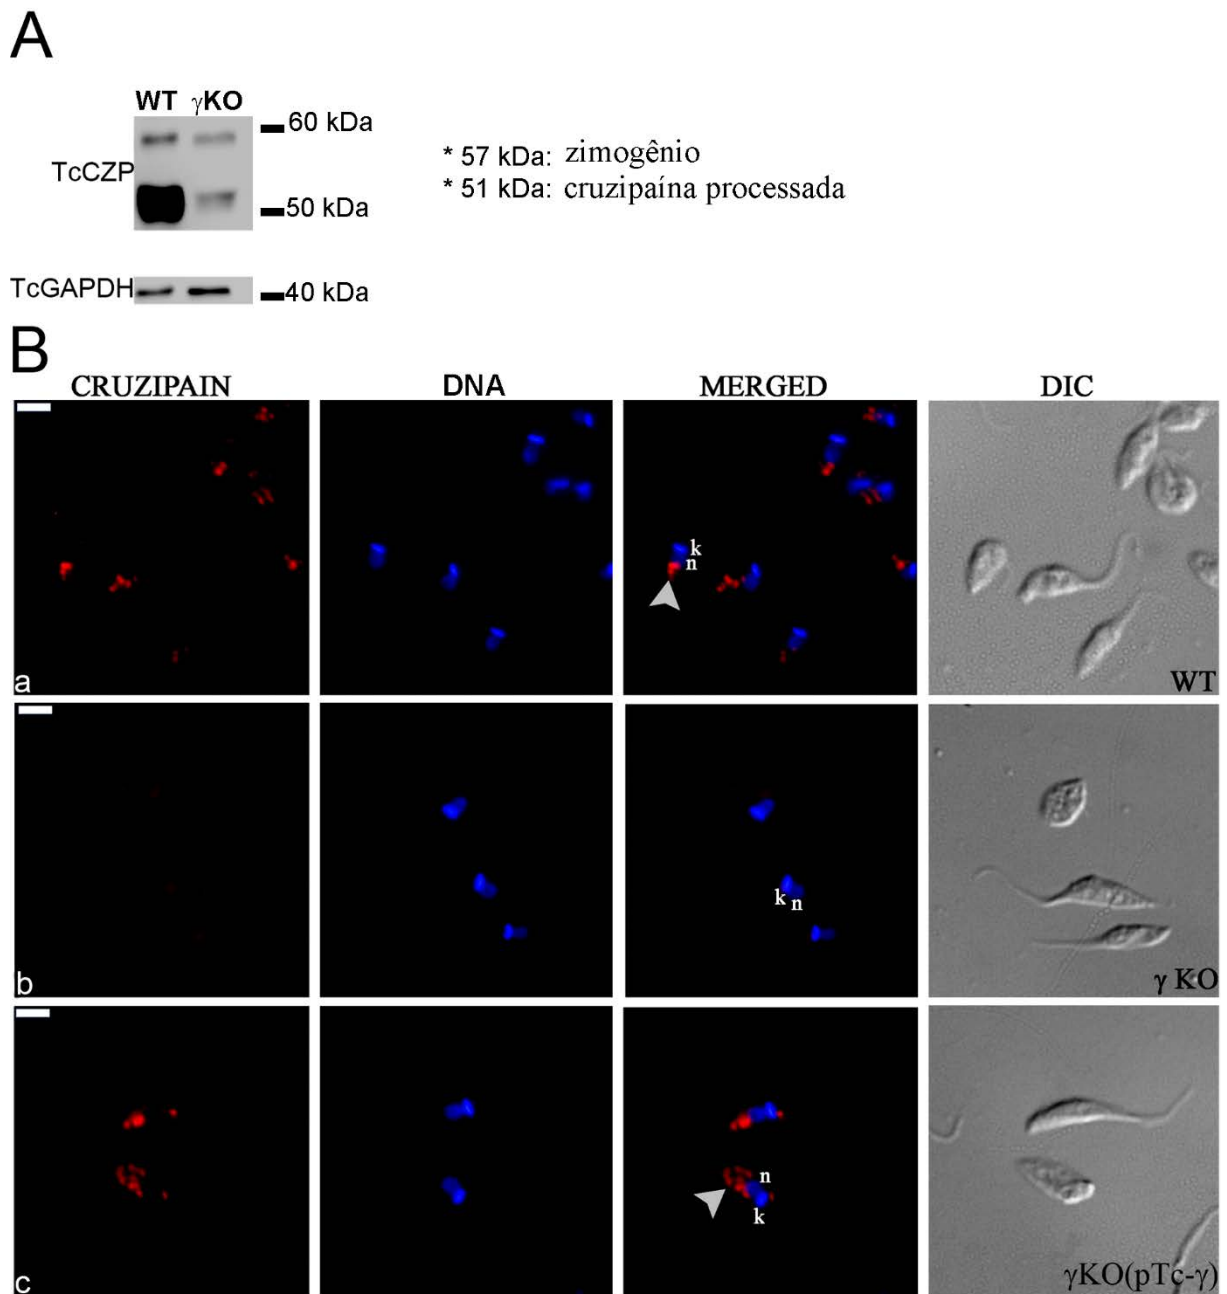 A
WT γKO
60 kDa
TcCZP
50 kDa
* 57 kDa: zimogênio
* 51 kDa: cruzipaína processada
TcGAPDH
40 kDa
B
CRUZIPAIN DNA MERGED DIC
k
n
a
WT
k n
b
γ KO
n
k
c
γKO(pTc-γ)